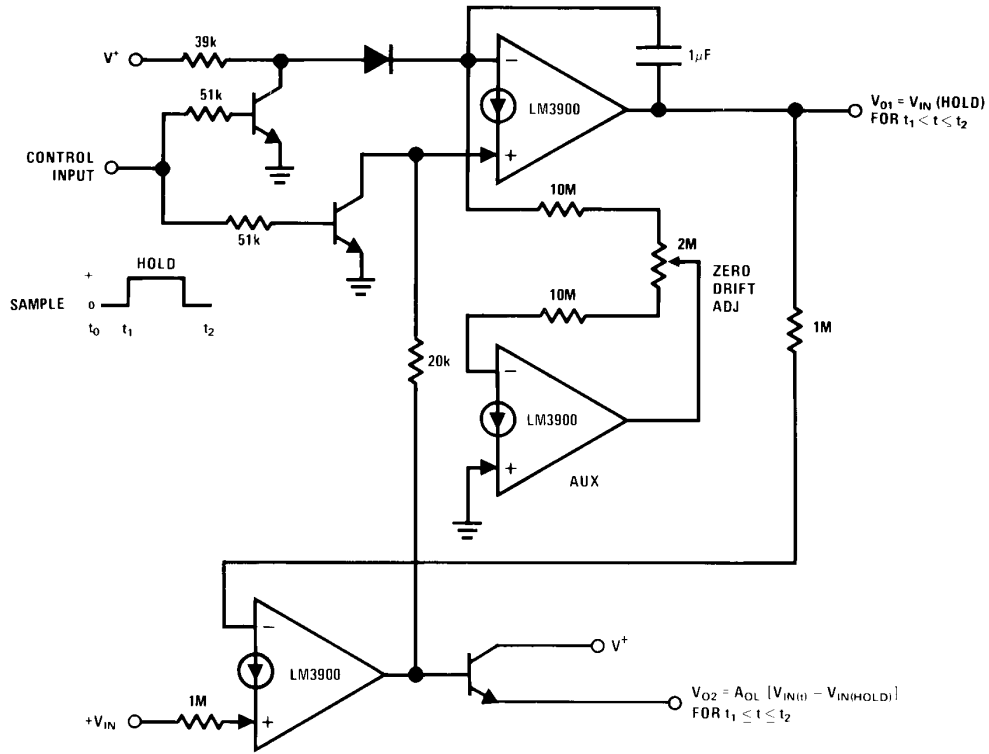 V+
39k
51k
CONTROL
INPUT
51k
HOLD
+
SAMPLE
0
t0
t1
t2
−
LM3900
+
1µF
VO1 = VIN (HOLD)
FOR t1 < t ≤ t2
10M
2M
ZERO
DRIFT
ADJ
10M
1M
20k
−
LM3900
+
AUX
−
LM3900
+
1M
+VIN
V+
VO2 = AOL [VIN(t) − VIN(HOLD)]
FOR t1 ≤ t ≤ t2